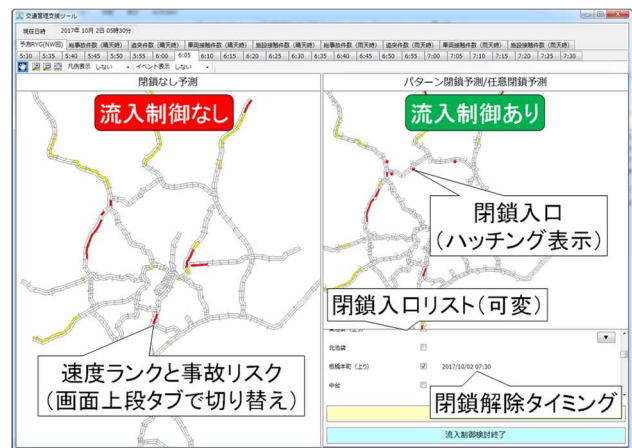 交通管理支援ツール
現在日時 2017年 10月 2日 05時30分
予測RYG(NW図) 総事故件数（晴天時） 追突件数（晴天時） 車両接触件数（晴天時） 施設接触件数（晴天時） 総事故件数（雨天時） 追突件数（雨天時） 車両接触件数（雨天時） 施設接触件数（雨天時）
5:30 5:35 5:40 5:45 5:50 5:55 6:00 6:05 6:10 6:15 6:20 6:25 6:30 6:35 6:40 6:45 6:50 6:55 7:00 7:05 7:10 7:15 7:20 7:25 7:30
凡例表示 しない イベント表示 しない
閉鎖なし予測
パターン閉鎖予測/任意閉鎖予測
流入制御なし
流入制御あり
閉鎖入口
（ハッチング表示）
閉鎖入口リスト（可変）
北池袋
板橋本町（上り） 2017/10/02 07:30
中台
速度ランクと事故リスク
（画面上段タブで切り替え）
閉鎖解除タイミング
流入制御検討終了